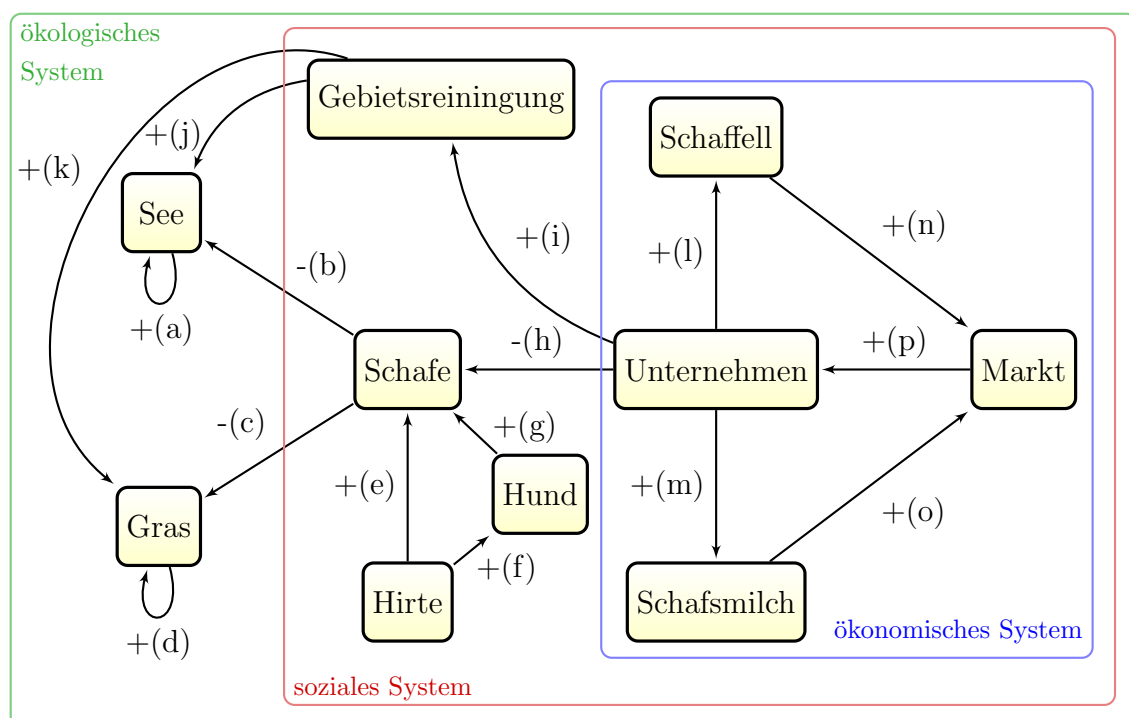 ökologisches
System
Gebietsreiningung
Schaffell
+(j)
+(k)
See
+(i)
+(n)
+(l)
-(b)
+(a)
-(h)
+(p)
Schafe
Unternehmen
Markt
-(c)
+(g)
+(e)
Hund
+(m)
+(o)
Gras
+(f)
Hirte
Schafsmilch
+(d)
ökonomisches System
soziales System